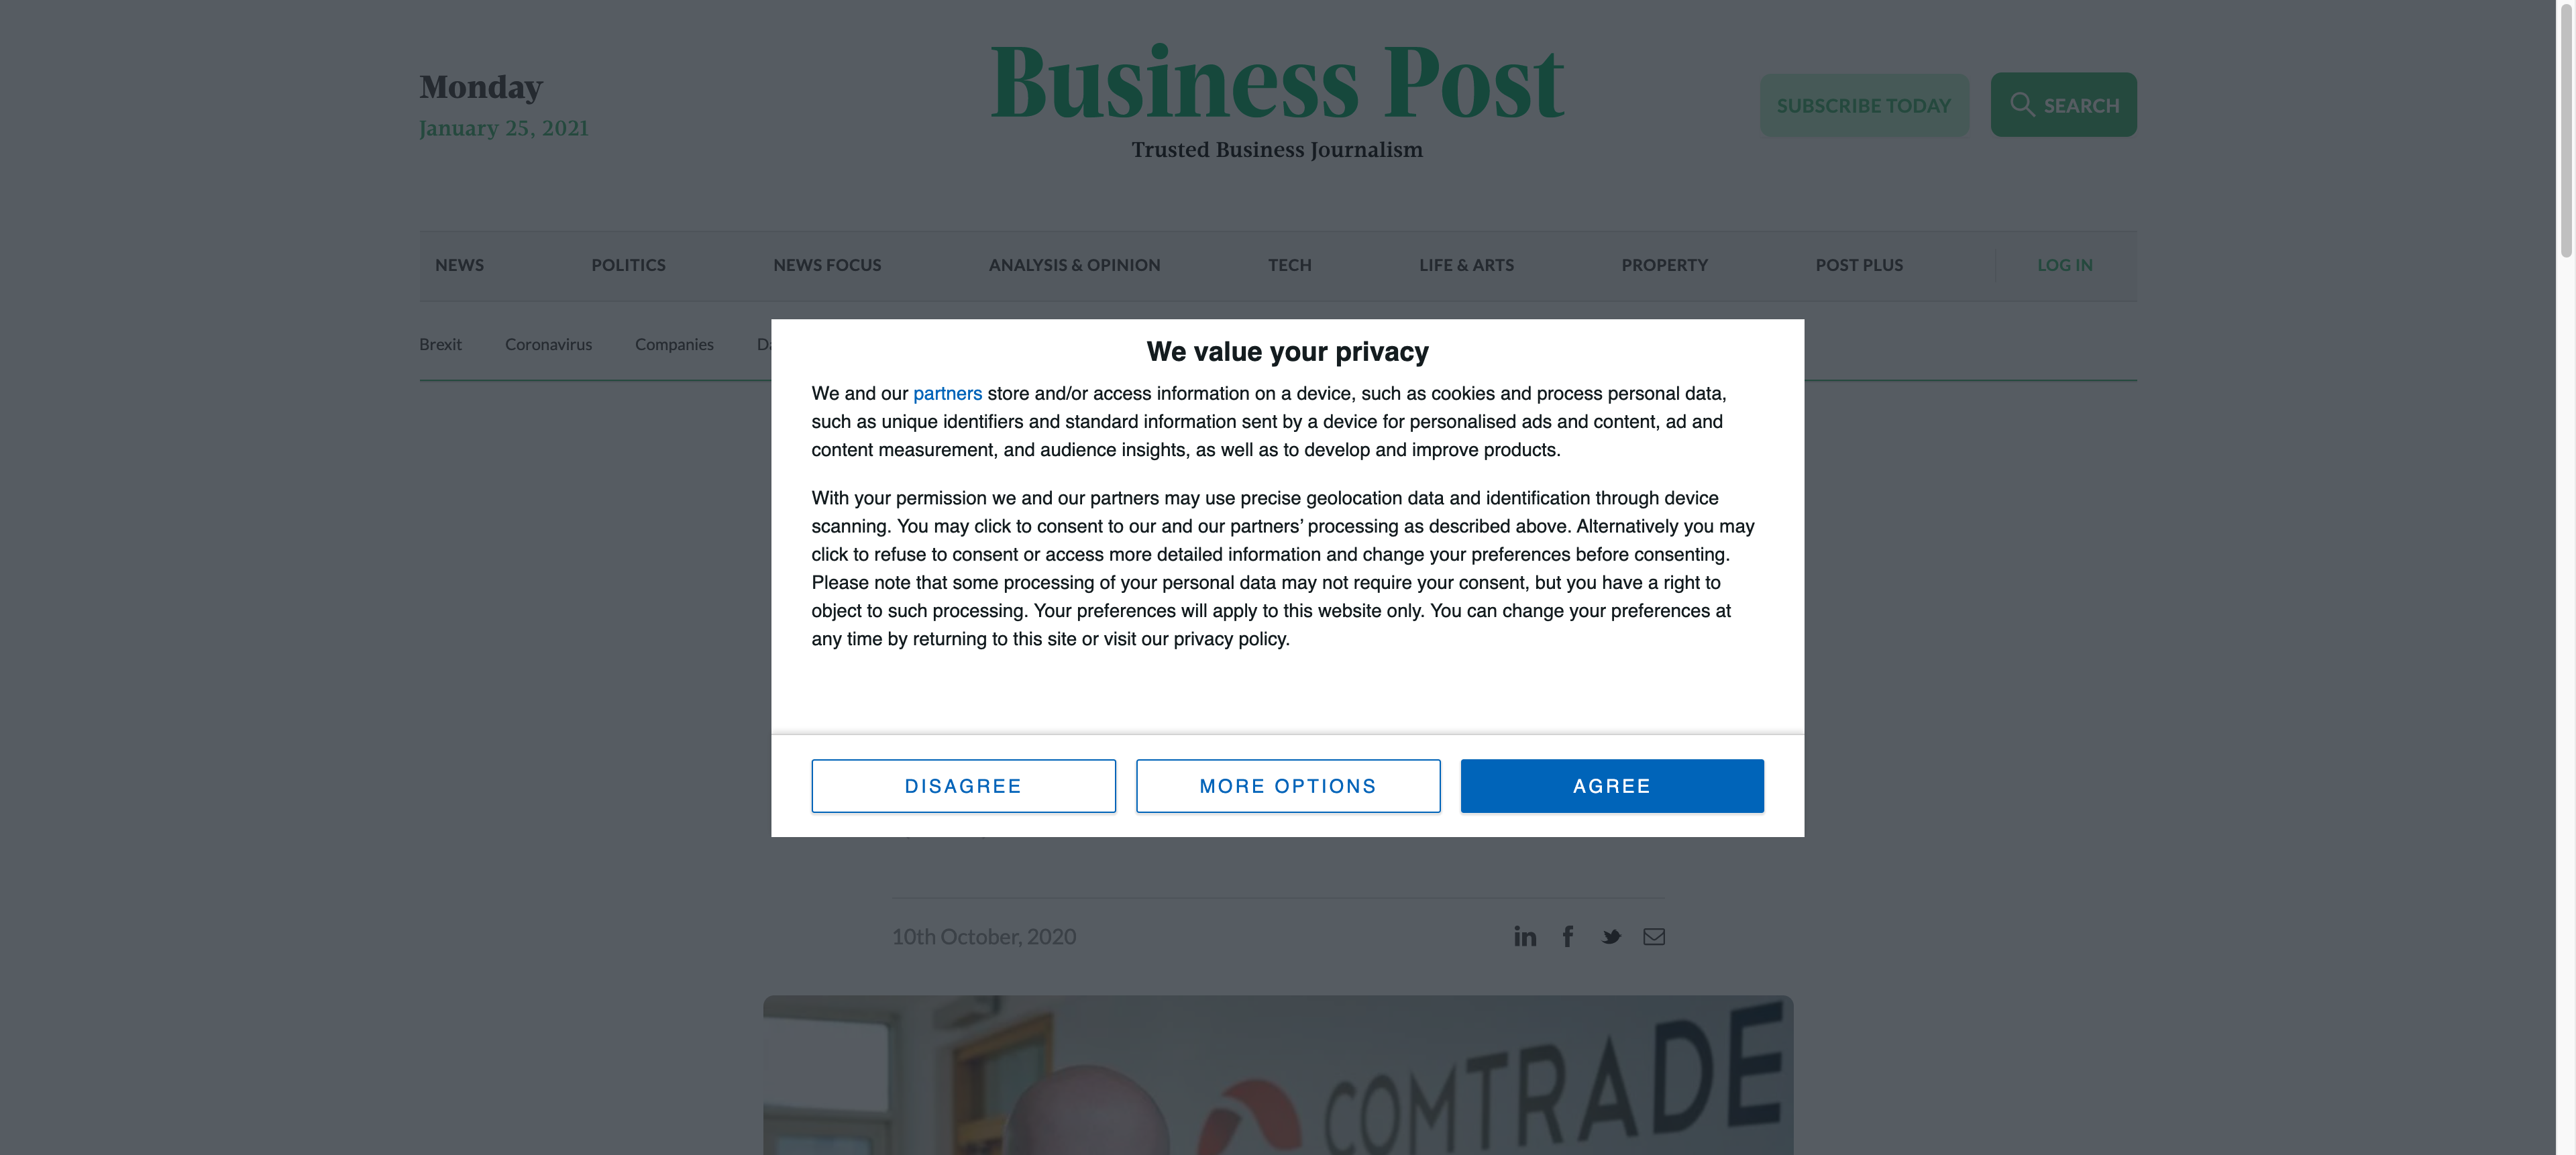 Monday
January 25, 2021
Business Post
Trusted Business Journalism
SUBSCRIBE TODAY
SEARCH
NEWS POLITICS NEWS FOCUS ANALYSIS & OPINION TECH LIFE & ARTS PROPERTY POST PLUS LOG IN
Brexit Coronavirus Companies
We value your privacy
We and our partners store and/or access information on a device, such as cookies and process personal data,
such as unique identifiers and standard information sent by a device for personalised ads and content, ad and
content measurement, and audience insights, as well as to develop and improve products.
With your permission we and our partners may use precise geolocation data and identification through device
scanning. You may click to consent to our and our partners’ processing as described above. Alternatively you may
click to refuse to consent or access more detailed information and change your preferences before consenting.
Please note that some processing of your personal data may not require your consent, but you have a right to
object to such processing. Your preferences will apply to this website only. You can change your preferences at
any time by returning to this site or visit our privacy policy.
DISAGREE MORE OPTIONS AGREE
10th October, 2020
COMTRADE